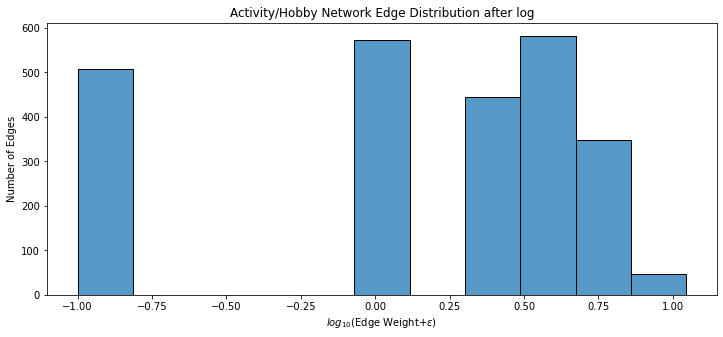 Activity/Hobby Network Edge Distribution after log
Number of Edges
600
500
400
300
200
100
0
−1.00 −0.75 −0.50 −0.25 0.00 0.25 0.50 0.75 1.00
log₁₀(Edge Weight+ε)